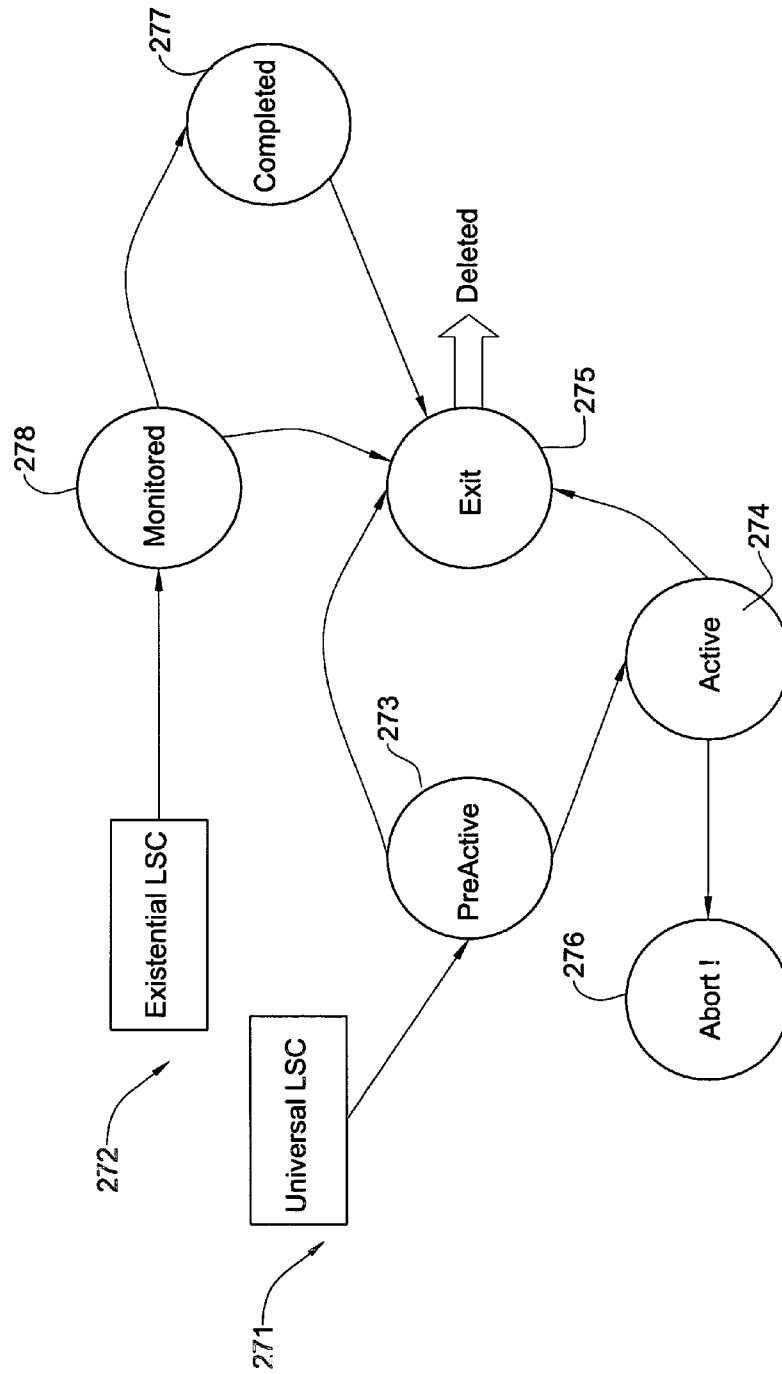 272
Existential LSC
278
Monitored
277
Completed
271
Universal LSC
273
PreActive
Exit
275
Deleted
276
Abort !
Active
274